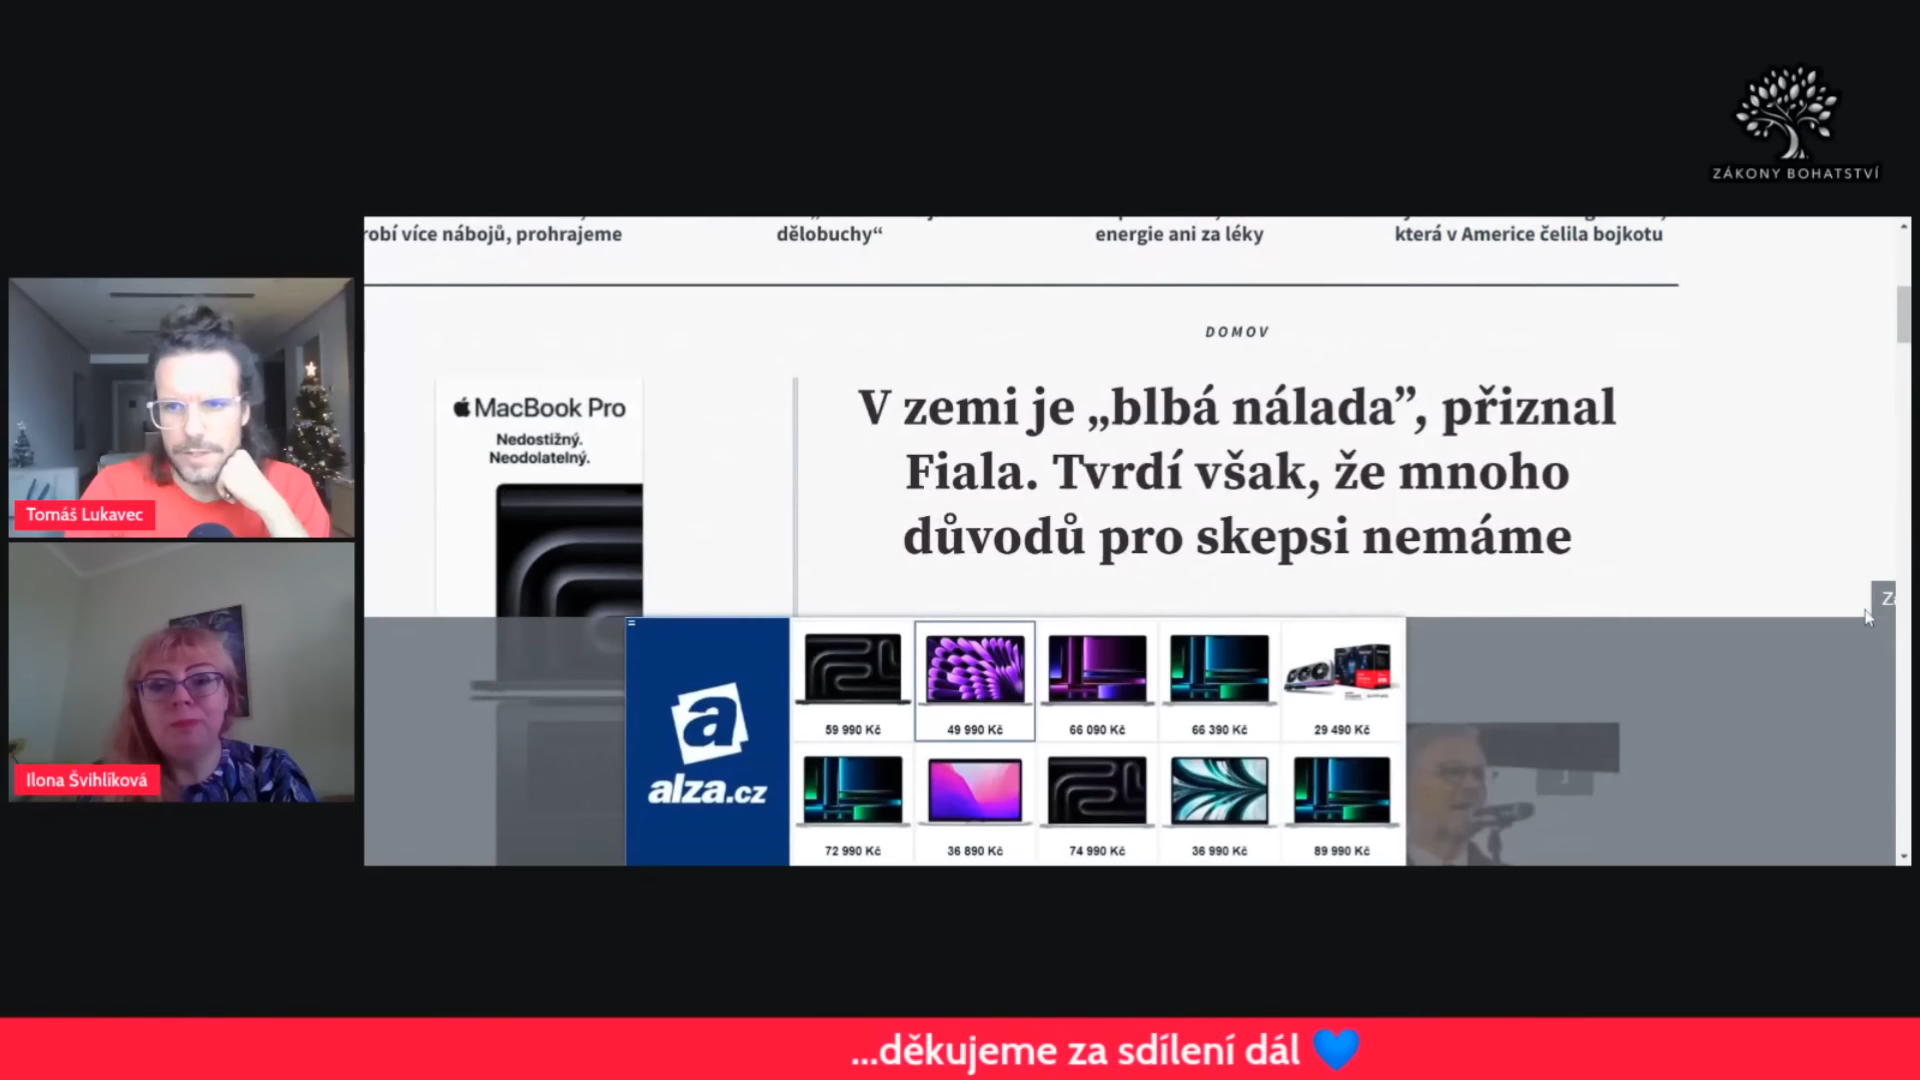 ZÁKONY BOHATSTVÍ
robí více nábojů, prohrajeme
dělobuchy“
energie ani za léky
která v Americe čelila bojkotu
DOMOV
V zemi je „blbá nálada”, přiznal
Fiala. Tvrdí však, že mnoho
důvodů pro skepsi nemáme
MacBook Pro
Nedostižný.
Neodolatelný.
Tomáš Lukavec
Ilona Švihlíková
alza.cz
59 990 Kč
49 990 Kč
66 090 Kč
66 390 Kč
29 490 Kč
72 990 Kč
36 890 Kč
74 990 Kč
36 990 Kč
89 990 Kč
...děkujeme za sdílení dál 💙